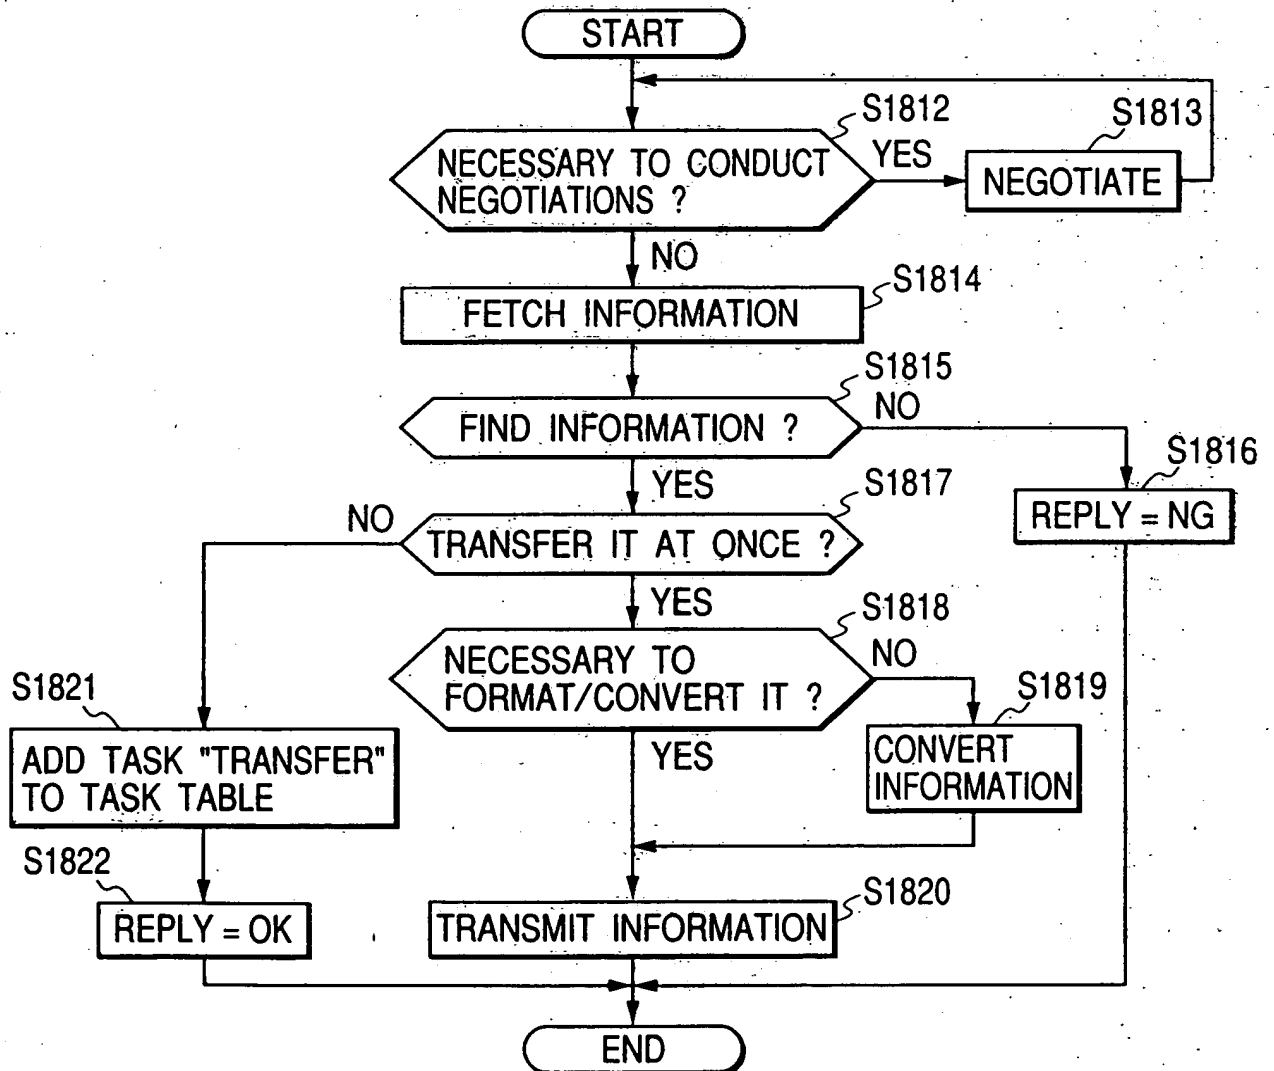 START
S1812
NECESSARY TO CONDUCT
NEGOTIATIONS ?
YES
S1813
NEGOTIATE
NO
S1814
FETCH INFORMATION
S1815
FIND INFORMATION ?
NO
S1816
REPLY = NG
YES
S1817
TRANSFER IT AT ONCE ?
NO
YES
S1818
NECESSARY TO
FORMAT/CONVERT IT ?
NO
S1819
CONVERT
INFORMATION
YES
S1821
ADD TASK "TRANSFER"
TO TASK TABLE
S1822
REPLY = OK
S1820
TRANSMIT INFORMATION
END